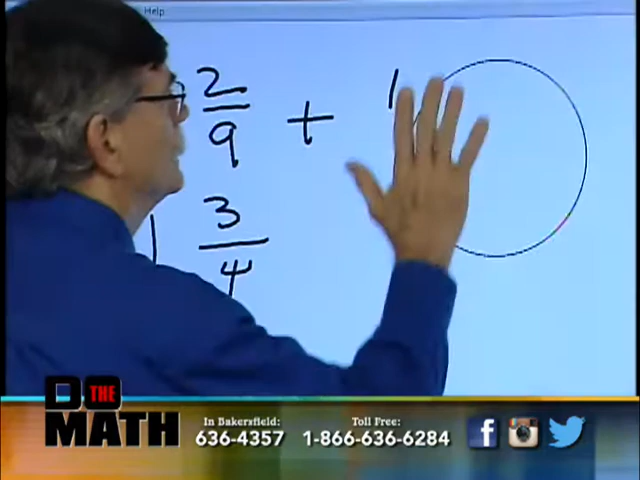 Help
2/9 + 1
1 3/4
DO THE MATH
In Bakersfield: 636-4357
Toll Free: 1-866-636-6284